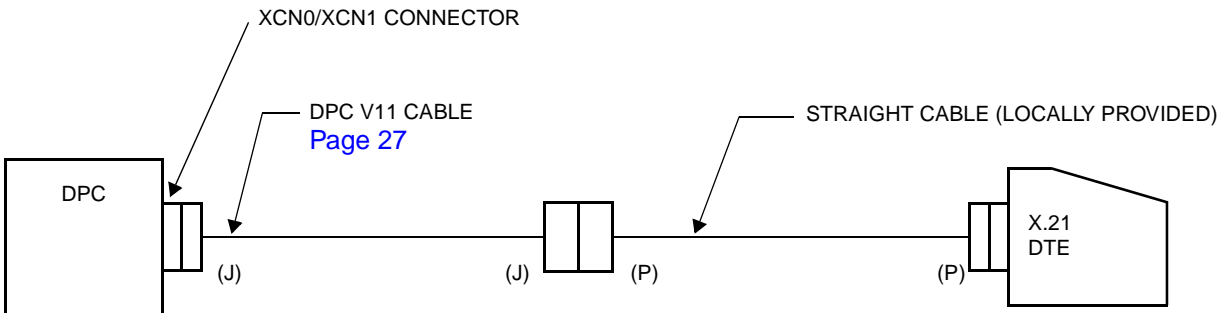 XCN0/XCN1 CONNECTOR
DPC V11 CABLE
Page 27
STRAIGHT CABLE (LOCALLY PROVIDED)
DPC
X.21
DTE
(J)
(J)
(P)
(P)